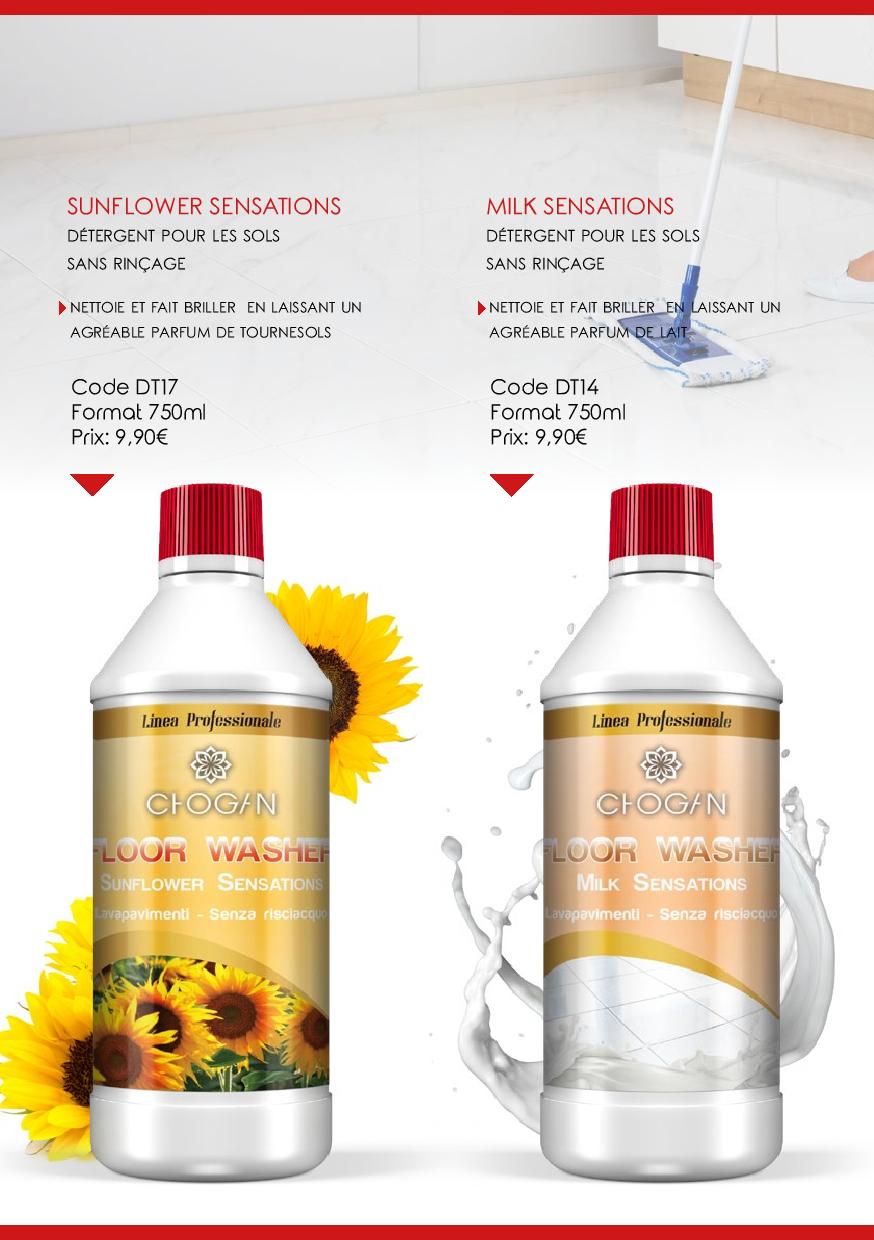 SUNFLOWER SENSATIONS
DÉTERGENT POUR LES SOLS
SANS RINÇAGE
NETTOIE ET FAIT BRILLER EN LAISSANT UN
AGRÉABLE PARFUM DE TOURNESOLS
Code DT17
Format 750ml
Prix: 9,90€
MILK SENSATIONS
DÉTERGENT POUR LES SOLS
SANS RINÇAGE
NETTOIE ET FAIT BRILLER EN LAISSANT UN
AGRÉABLE PARFUM DE LAIT
Code DT14
Format 750ml
Prix: 9,90€
Linea Professionale
CHOGAN
FLOOR WASHER
SUNFLOWER SENSATIONS
Lavapavimenti - Senza risciacquo
Linea Professionale
CHOGAN
FLOOR WASHER
MILK SENSATIONS
Lavapavimenti - Senza risciacquo